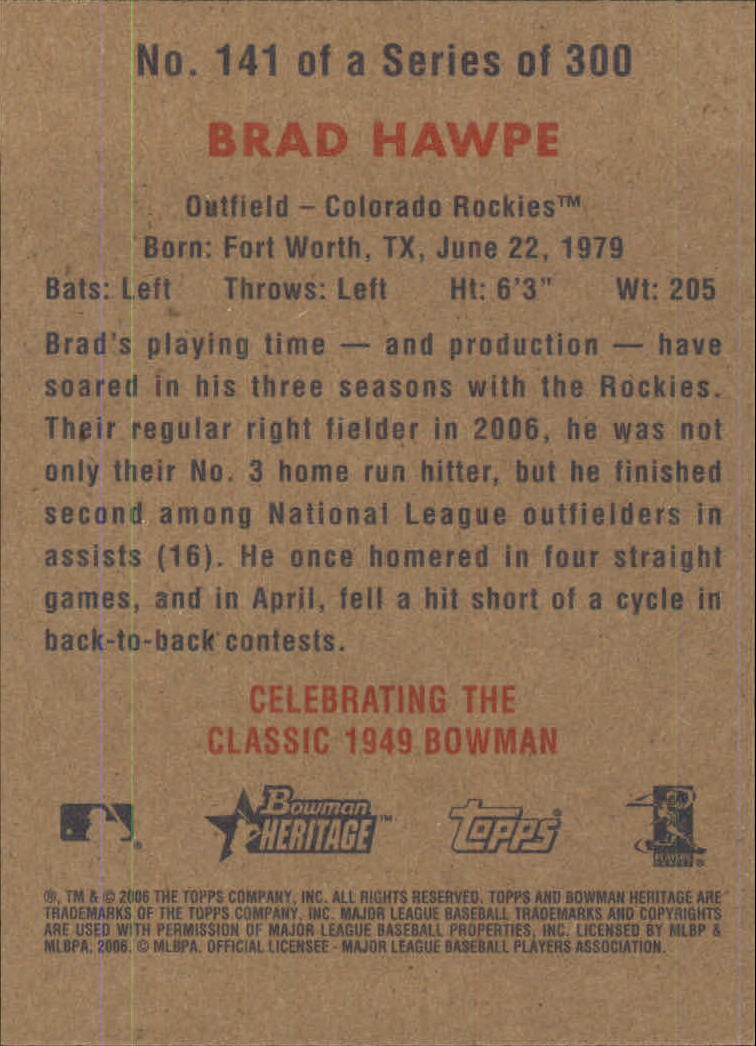 No. 141 of a Series of 300
BRAD HAWPE
Outfield – Colorado Rockies™
Born: Fort Worth, TX, June 22, 1979
Bats: Left Throws: Left Ht: 6'3" Wt: 205
Brad's playing time — and production — have
soared in his three seasons with the Rockies.
Their regular right fielder in 2006, he was not
only their No. 3 home run hitter, but he finished
second among National League outfielders in
assists (16). He once homered in four straight
games, and in April, fell a hit short of a cycle in
back-to-back contests.
CELEBRATING THE
CLASSIC 1949 BOWMAN
® Bowman HERITAGE™ Topps® ®
®, TM & © 2006 THE TOPPS COMPANY, INC. ALL RIGHTS RESERVED. TOPPS AND BOWMAN HERITAGE ARE
TRADEMARKS OF THE TOPPS COMPANY, INC. MAJOR LEAGUE BASEBALL TRADEMARKS AND COPYRIGHTS
ARE USED WITH PERMISSION OF MAJOR LEAGUE BASEBALL PROPERTIES, INC. LICENSED BY MLBP &
MLBPA. 2006. © MLBPA. OFFICIAL LICENSEE - MAJOR LEAGUE BASEBALL PLAYERS ASSOCIATION.